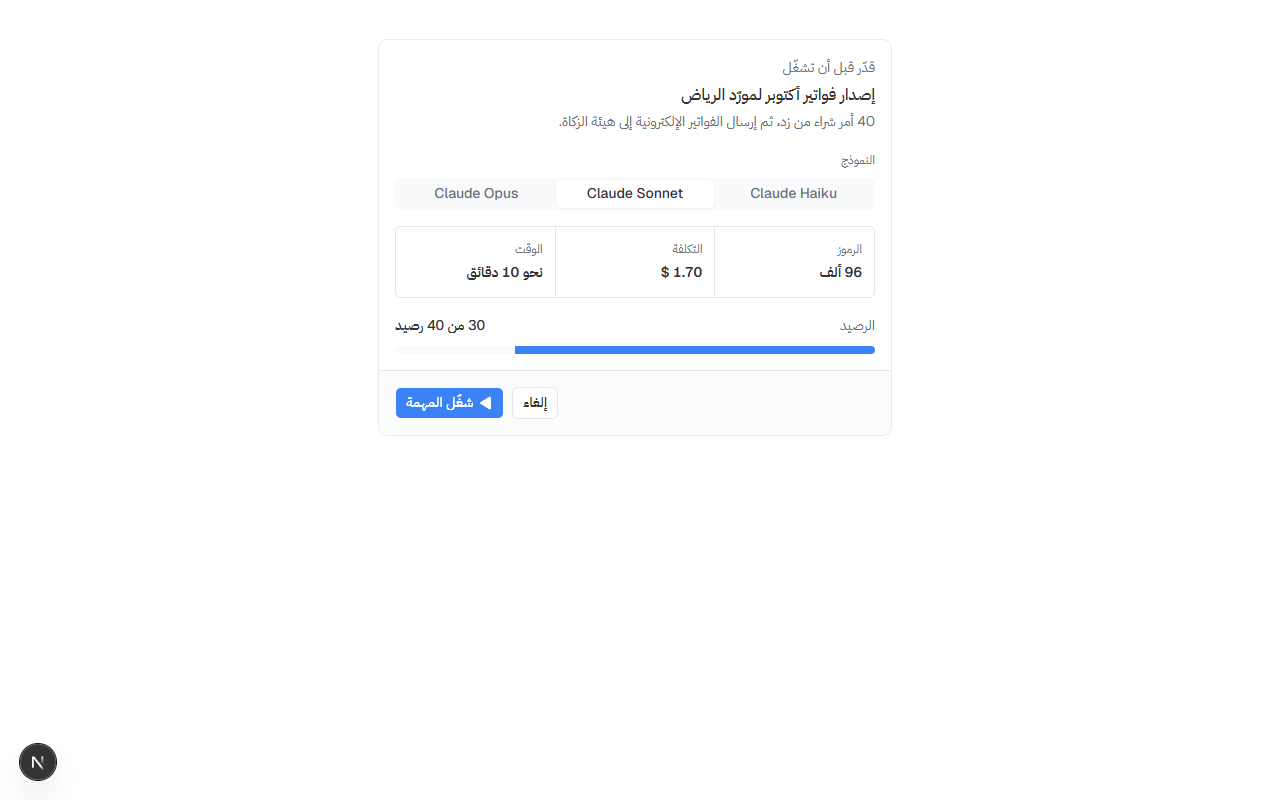 قدّر قبل أن تشغّل
إصدار فواتير أكتوبر لمورّد الرياض
40 أمر شراء من زد، ثم إرسال الفواتير الإلكترونية إلى هيئة الزكاة.
النموذج
Claude Haiku
Claude Sonnet
Claude Opus
الرموز
96 ألف
التكلفة
1.70 $
الوقت
نحو 10 دقائق
الرصيد
30 من 40 رصيد
إلغاء
شغّل المهمة
N